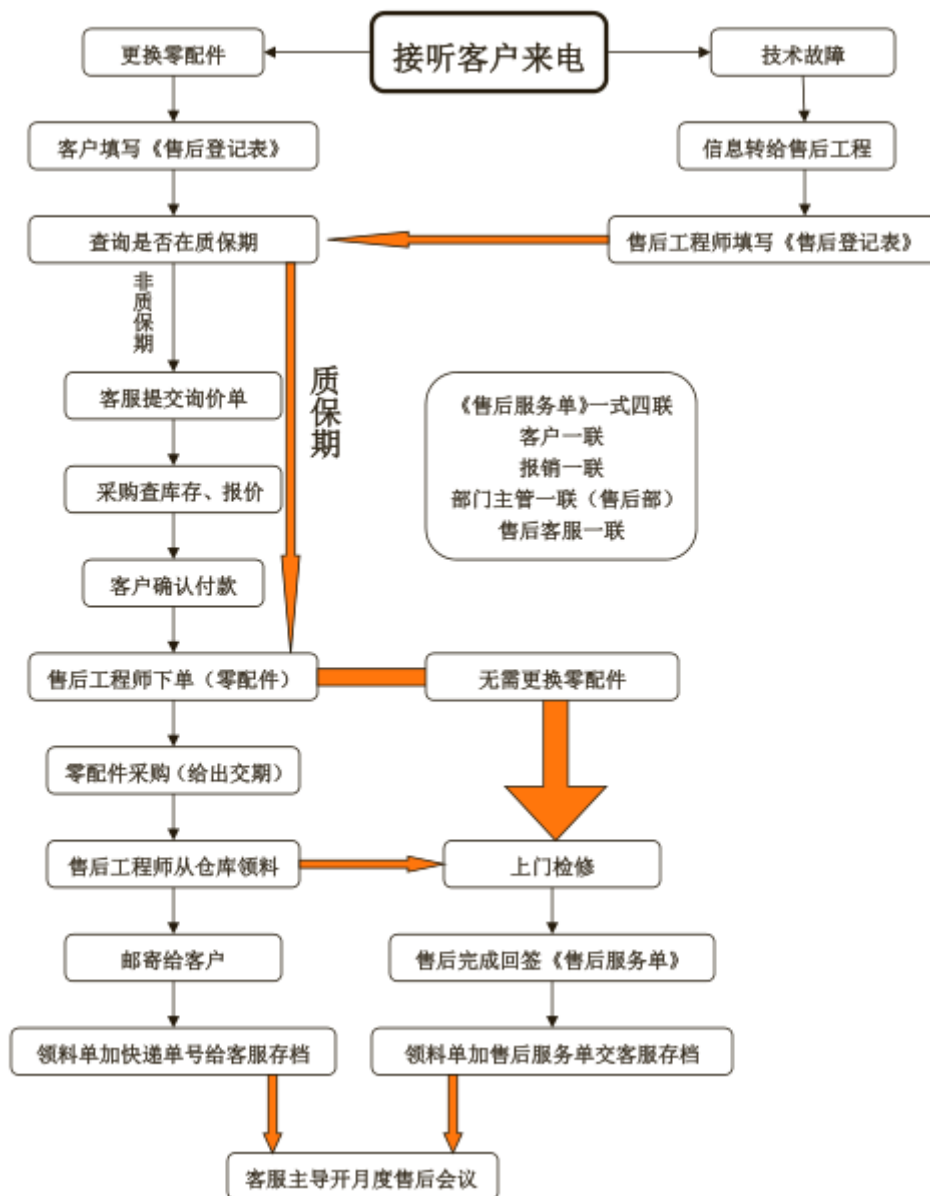 接听客户来电
更换零配件
技术故障
客户填写《售后登记表》
信息转给售后工程
查询是否在质保期
售后工程师填写《售后登记表》
非质保期
质保期
客服提交询价单
《售后服务单》一式四联
客户一联
报销一联
部门主管一联（售后部）
售后客服一联
采购查库存、报价
客户确认付款
售后工程师下单（零配件）
无需更换零配件
零配件采购（给出交期）
售后工程师从仓库领料
上门检修
邮寄给客户
售后完成回签《售后服务单》
领料单加快递单号给客服存档
领料单加售后服务单交客服存档
客服主导开月度售后会议